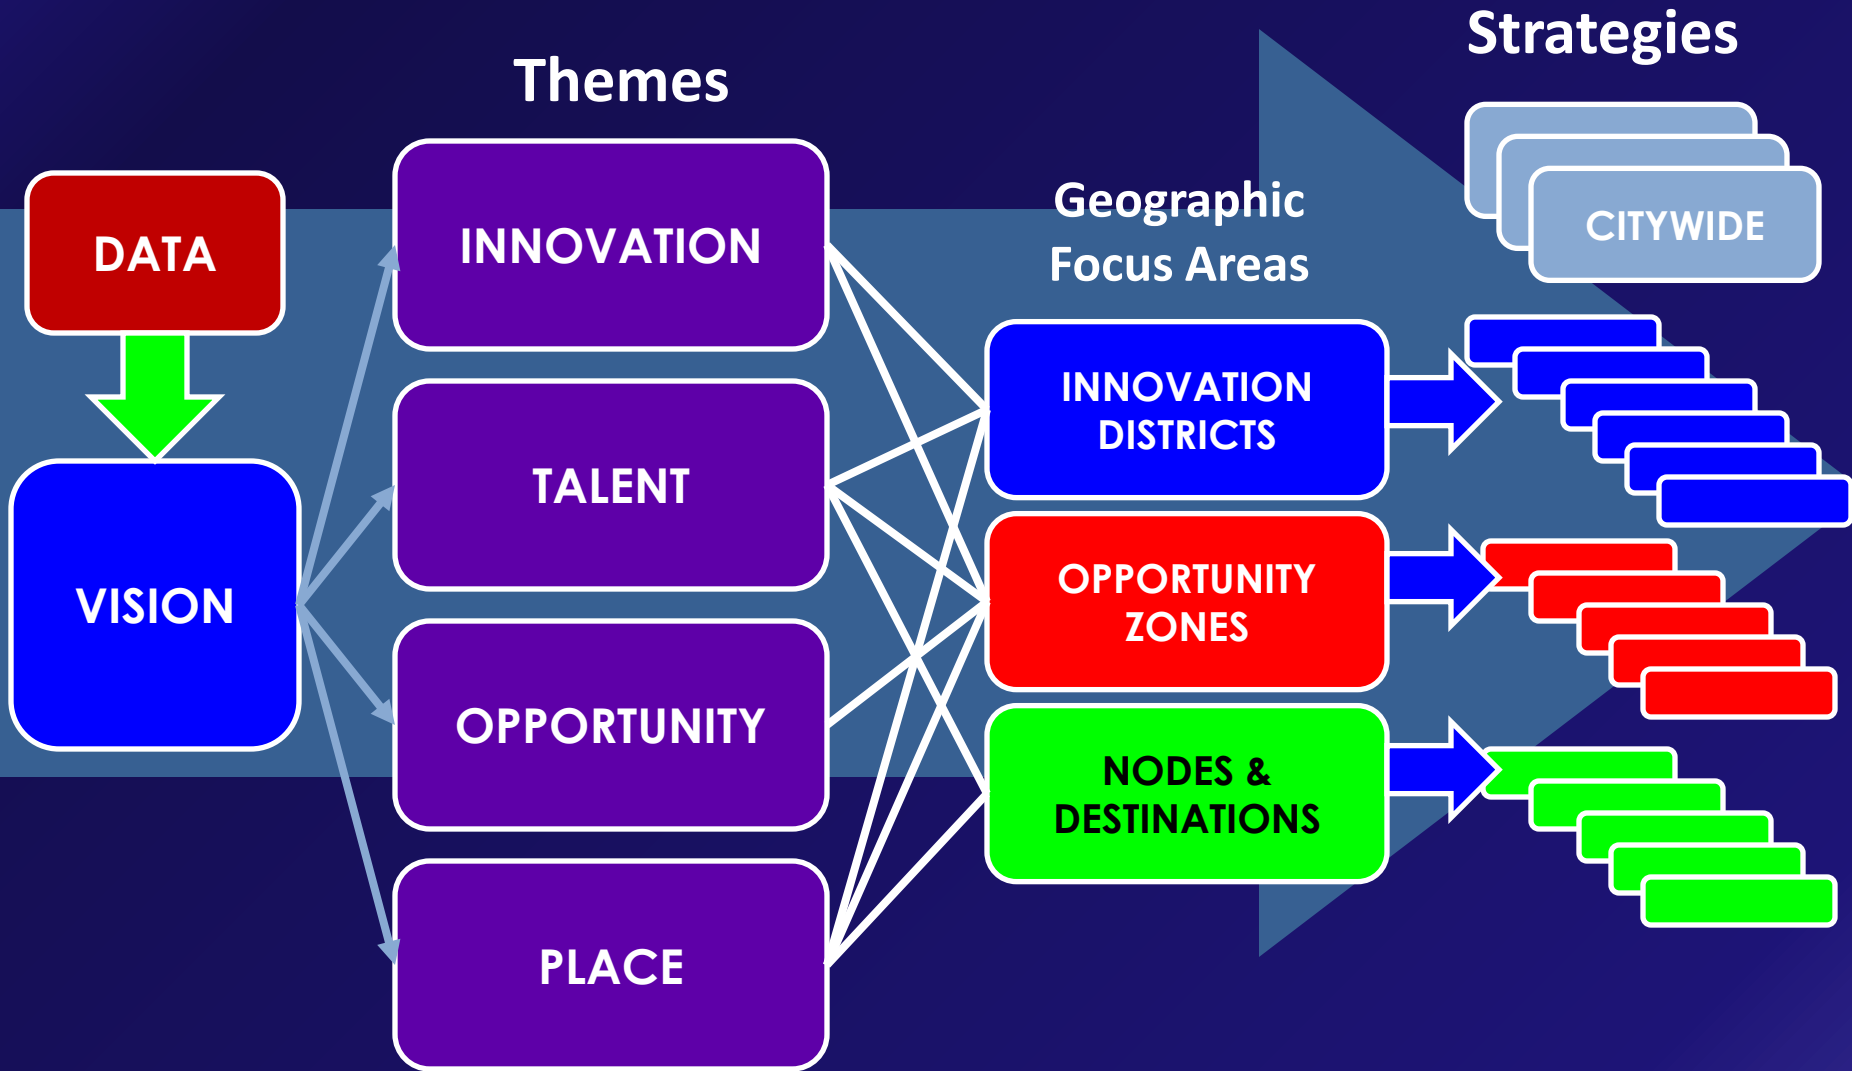 Themes
Strategies
DATA
VISION
INNOVATION
TALENT
OPPORTUNITY
PLACE
Geographic
Focus Areas
INNOVATION
DISTRICTS
OPPORTUNITY
ZONES
NODES &
DESTINATIONS
CITYWIDE